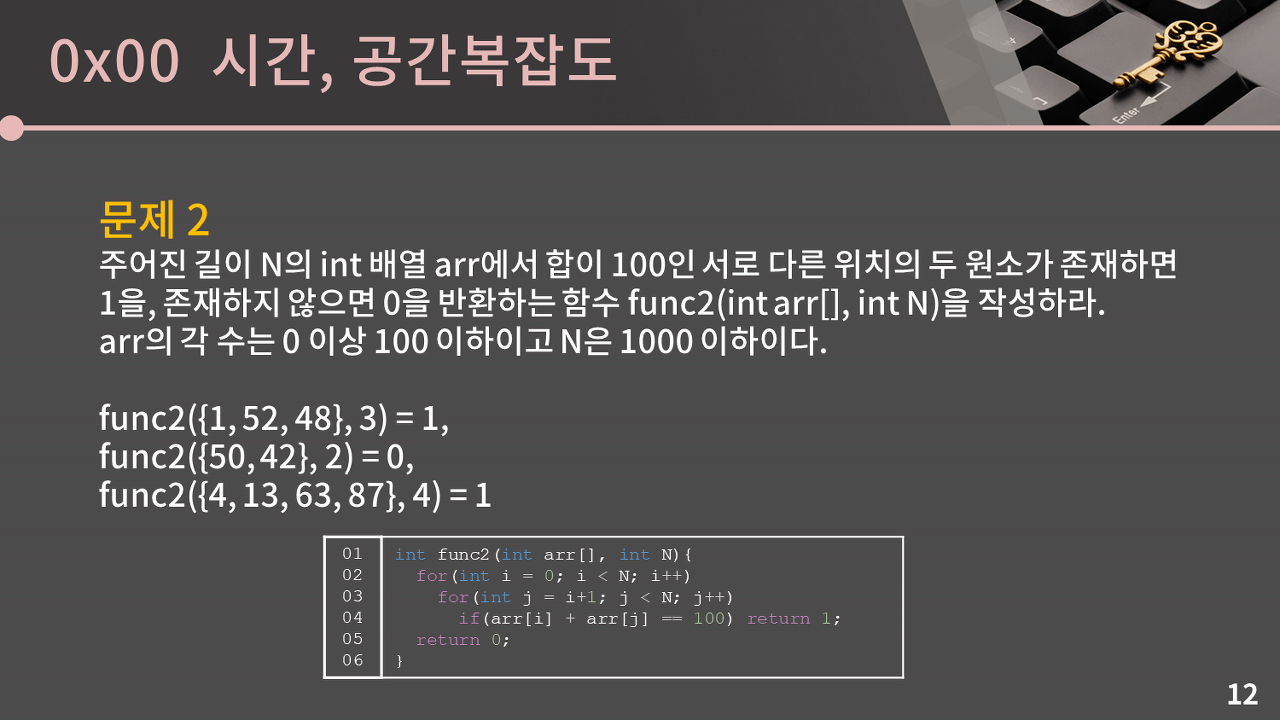 0x00 시간, 공간복잡도
Enter
문제 2
주어진 길이 N의 int 배열 arr에서 합이 100인 서로 다른 위치의 두 원소가 존재하면
1을, 존재하지 않으면 0을 반환하는 함수 func2(int arr[], int N)을 작성하라.
arr의 각 수는 0 이상 100 이하이고 N은 1000 이하이다.
func2({1, 52, 48}, 3) = 1,
func2({50, 42}, 2) = 0,
func2({4, 13, 63, 87}, 4) = 1
01 int func2(int arr[], int N){
02 for(int i = 0; i < N; i++)
03 for(int j = i+1; j < N; j++)
04 if(arr[i] + arr[j] == 100) return 1;
05 return 0;
06 }
12